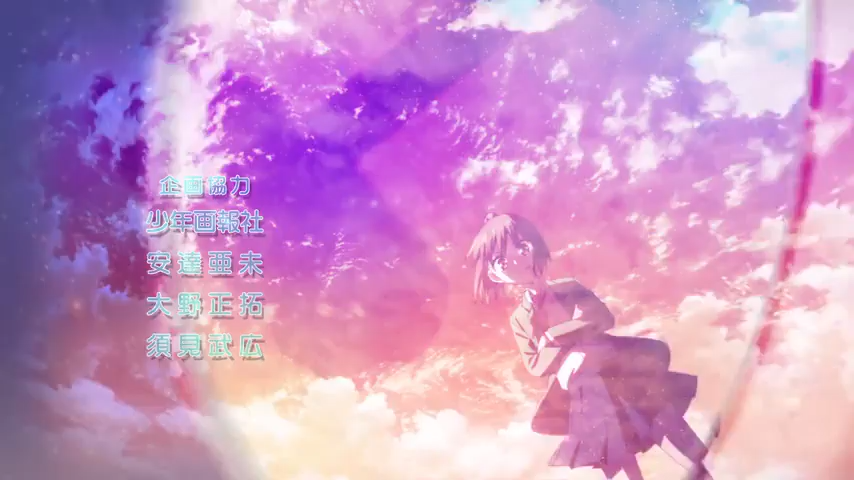 企画協力
少年画報社
安達亜未
大野正拓
須見武広